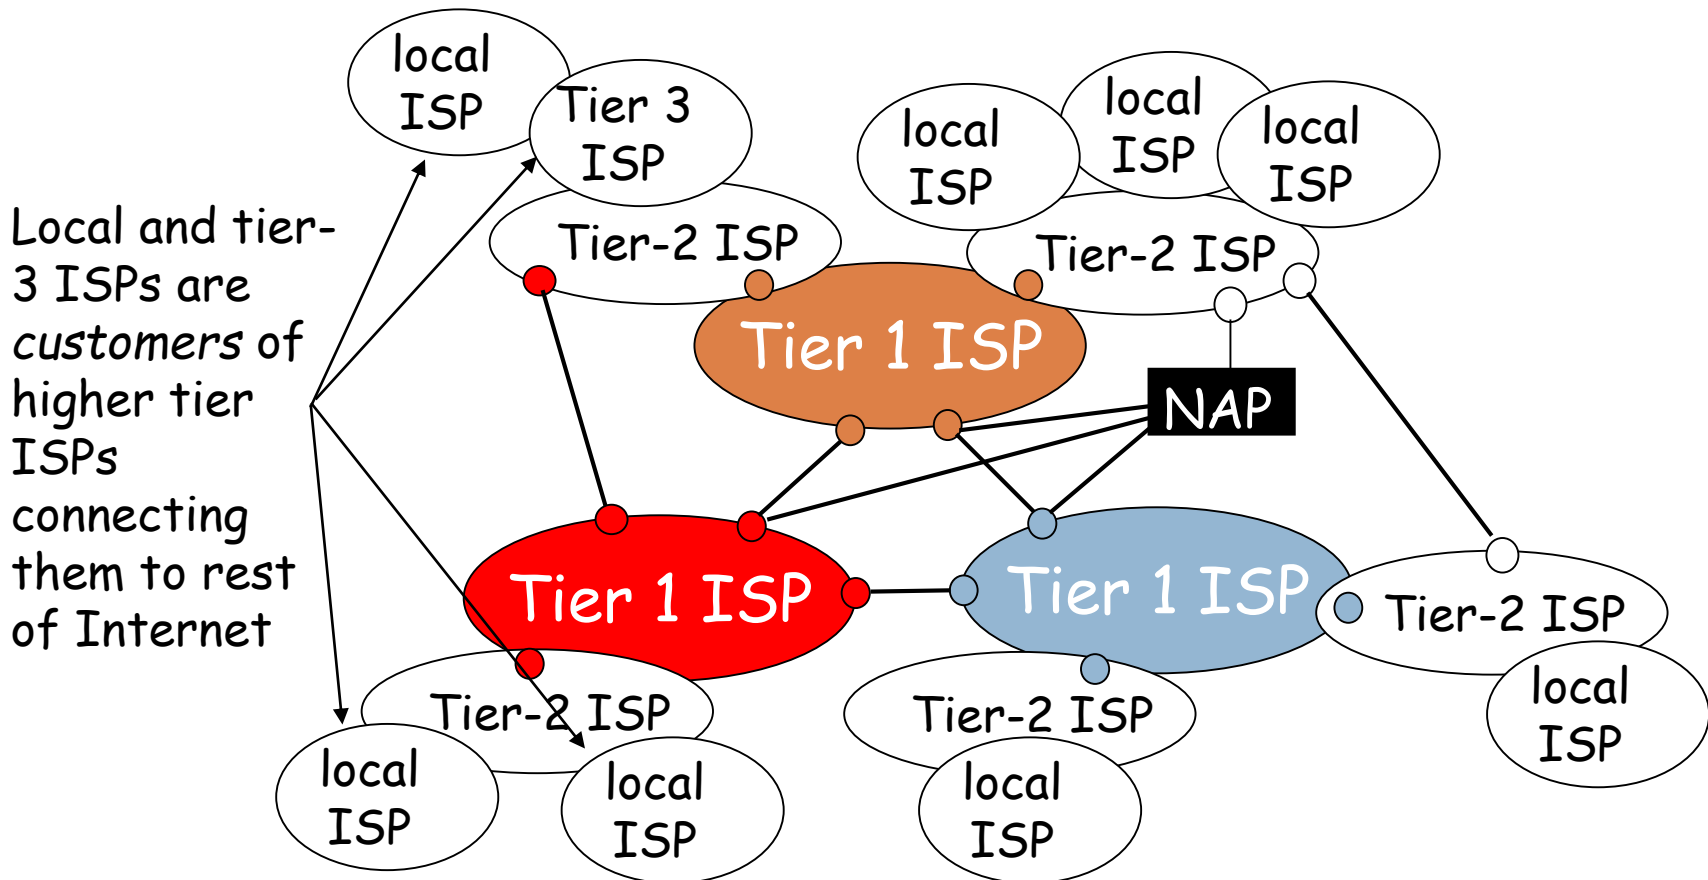 local
ISP
Tier 3
ISP
local
ISP
local
ISP
local
ISP
Local and tier-
3 ISPs are
customers of
higher tier
ISPs
connecting
them to rest
of Internet
Tier-2 ISP
Tier-2 ISP
Tier 1 ISP
NAP
Tier 1 ISP
Tier 1 ISP
Tier-2 ISP
Tier-2 ISP
Tier-2 ISP
local
ISP
local
ISP
local
ISP
local
ISP